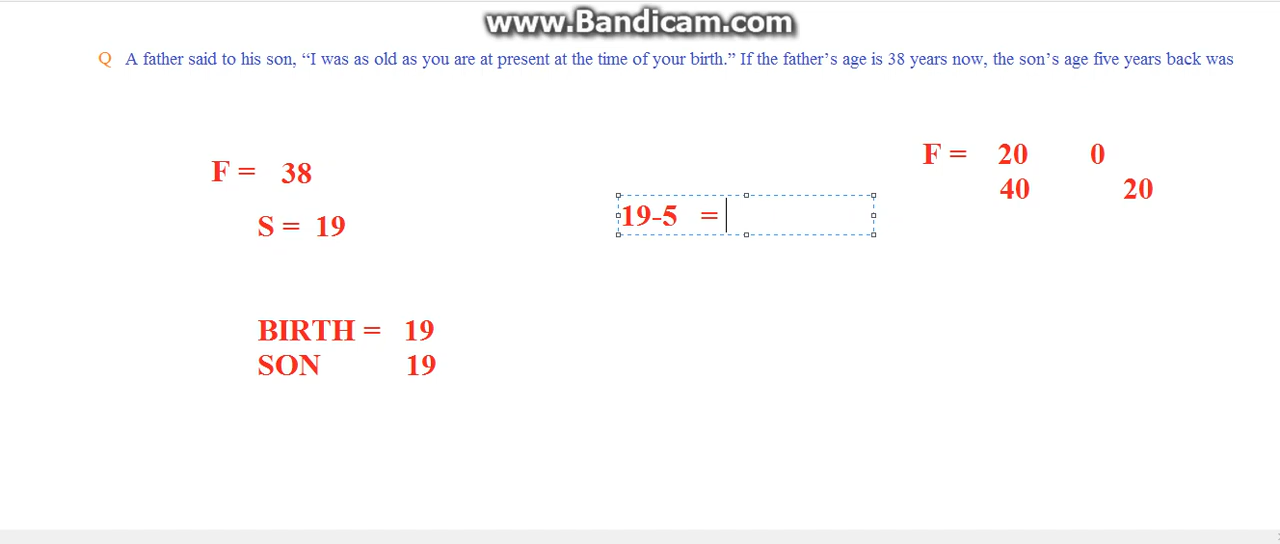 www.Bandicam.com
Q A father said to his son, “I was as old as you are at present at the time of your birth.” If the father’s age is 38 years now, the son’s age five years back was
F = 20 0
40 20
F = 38
S = 19
19-5 =
BIRTH = 19
SON 19